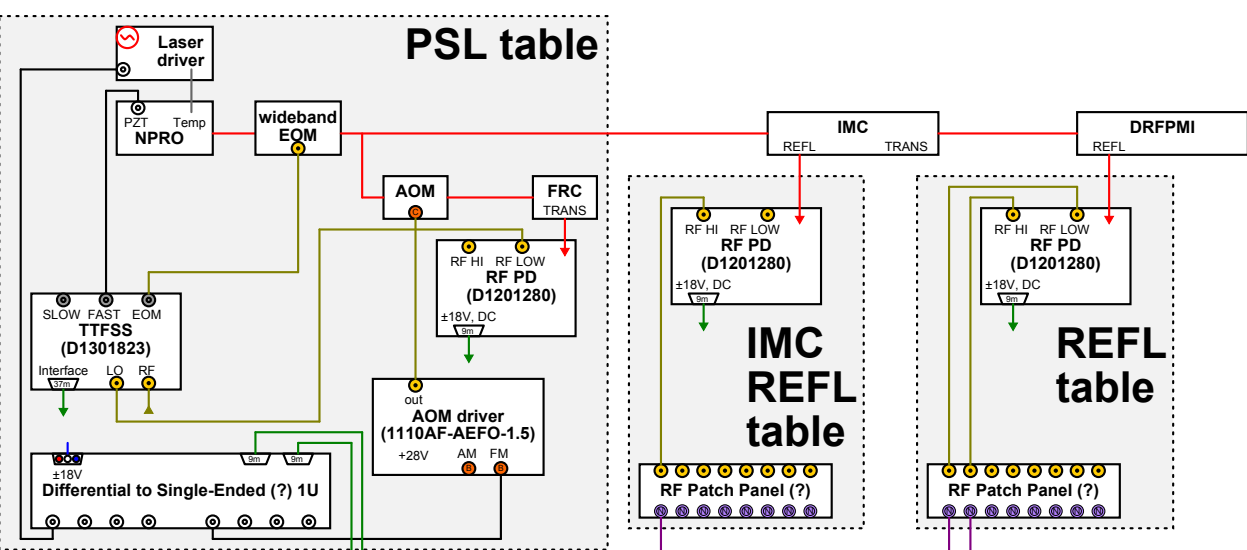 PSL table
Laser
driver
PZT Temp
NPRO
wideband
EOM
IMC
REFL TRANS
DRFPMI
REFL
AOM
C
FRC
TRANS
RF HI RF LOW
RF PD
(D1201280)
±18V, DC
9m
SLOW FAST EOM
TTFSS
(D1301823)
Interface LO RF
37m
out
AOM driver
(1110AF-AEFO-1.5)
+28V AM FM
B B
9m 9m
±18V
Differential to Single-Ended (?) 1U
RF HI RF LOW
RF PD
(D1201280)
±18V, DC
9m
IMC
REFL
table
RF Patch Panel (?)
N N N N N N N N
RF HI RF LOW
RF PD
(D1201280)
±18V, DC
9m
REFL
table
RF Patch Panel (?)
N N N N N N N N